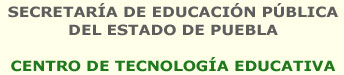 SECRETARÍA DE EDUCACIÓN PÚBLICA
DEL ESTADO DE PUEBLA
CENTRO DE TECNOLOGÍA EDUCATIVA